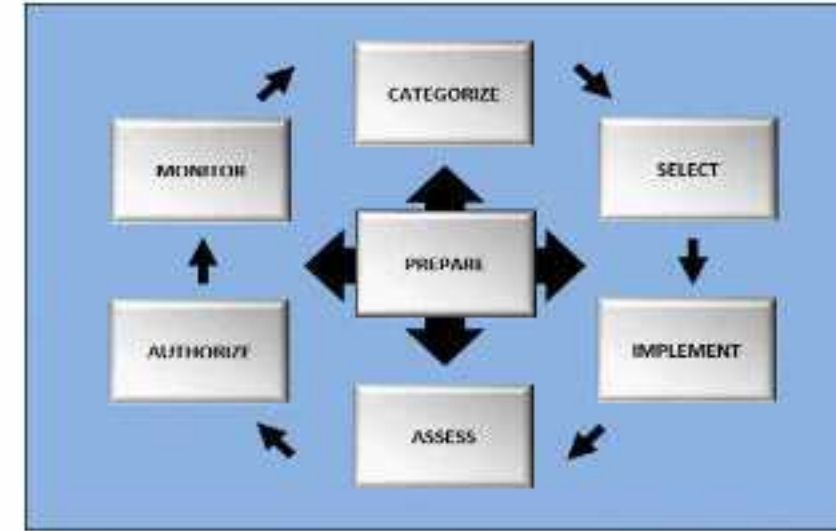 CATEGORIZE
MONITOR
SELECT
PREPARE
AUTHORIZE
IMPLEMENT
ASSESS